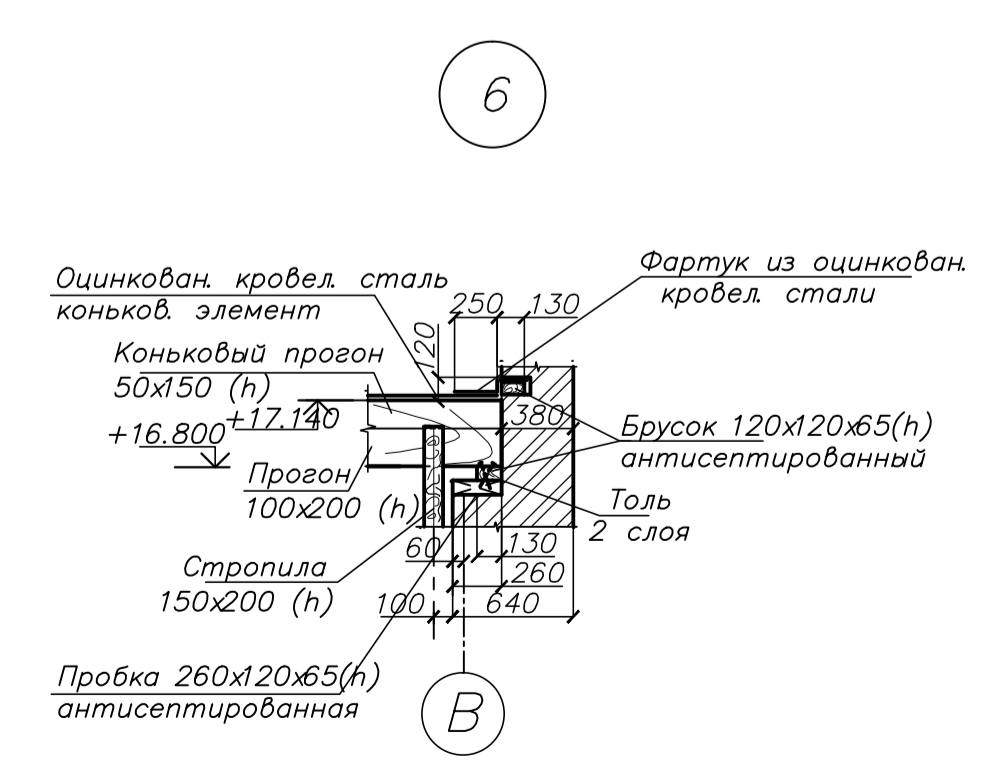 6
Фартук из оцинкован.
кровел. стали
Оцинкован. кровел. сталь
коньков. элемент
250
130
120
Коньковый прогон
50х150 (h)
+17.140
+16.800
380
Брусок 120х120х65(h)
антисептированный
Прогон
100х200 (h)
Толь
2 слоя
60
130
Стропила
150х200 (h)
260
100
640
Пробка 260х120х65(h)
антисептированная
В